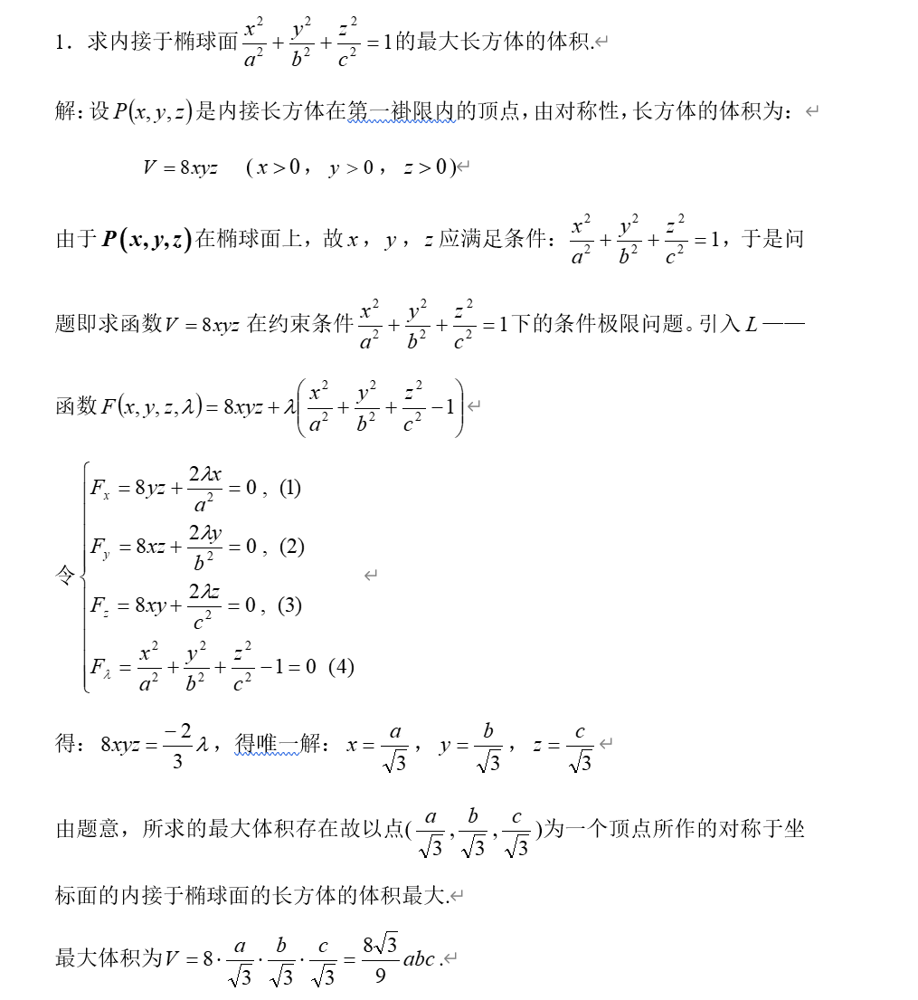 1. 求内接于椭球面 $\frac{x^2}{a^2}+\frac{y^2}{b^2}+\frac{z^2}{c^2}=1$ 的最大长方体的体积.↵
解:设 $P(x,y,z)$ 是内接长方体在第一褂限内的顶点,由对称性,长方体的体积为: ↵
$V=8xyz$ ($x>0$, $y>0$, $z>0$)↵
由于 $P(x,y,z)$ 在椭球面上,故 $x$, $y$, $z$ 应满足条件: $\frac{x^2}{a^2}+\frac{y^2}{b^2}+\frac{z^2}{c^2}=1$,于是问
题即求函数 $V=8xyz$ 在约束条件 $\frac{x^2}{a^2}+\frac{y^2}{b^2}+\frac{z^2}{c^2}=1$ 下的条件极限问题。引入 $L$ ——
函数 $F(x,y,z,\lambda)=8xyz+\lambda\left(\frac{x^2}{a^2}+\frac{y^2}{b^2}+\frac{z^2}{c^2}-1\right)$ ↵
令 $\begin{cases}F_x=8yz+\frac{2\lambda x}{a^2}=0, (1)\\F_y=8xz+\frac{2\lambda y}{b^2}=0, (2)\\F_z=8xy+\frac{2\lambda z}{c^2}=0, (3)\\F_\lambda=\frac{x^2}{a^2}+\frac{y^2}{b^2}+\frac{z^2}{c^2}-1=0 (4)\end{cases}$ ↵
得: $8xyz=\frac{-2}{3}\lambda$,得唯一解: $x=\frac{a}{\sqrt{3}}$, $y=\frac{b}{\sqrt{3}}$, $z=\frac{c}{\sqrt{3}}$ ↵
由题意,所求的最大体积存在故以点($\frac{a}{\sqrt{3}},\frac{b}{\sqrt{3}},\frac{c}{\sqrt{3}}$)为一个顶点所作的对称于坐
标面的内接于椭球面的长方体的体积最大.↵
最大体积为 $V=8\cdot\frac{a}{\sqrt{3}}\cdot\frac{b}{\sqrt{3}}\cdot\frac{c}{\sqrt{3}}=\frac{8\sqrt{3}}{9}abc$ .↵